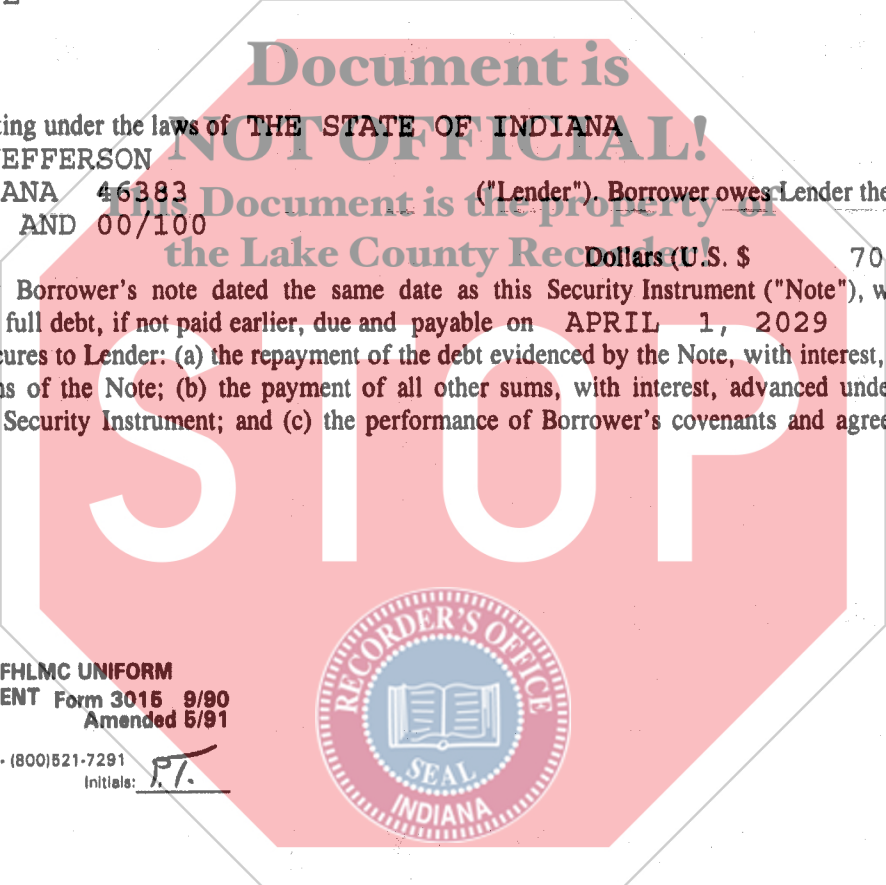 Document is
ting under the laws of THE STATE OF INDIANA
NOT OFFICIAL!
EFFERSON
ANA 46383 ("Lender"). Borrower owes Lender the
This Document is the property of
AND 00/100
the Lake County Recorder!
Dollars (U.S. $ 70
Borrower's note dated the same date as this Security Instrument ("Note"), w
full debt, if not paid earlier, due and payable on APRIL 1, 2029
cures to Lender: (a) the repayment of the debt evidenced by the Note, with interest,
ns of the Note; (b) the payment of all other sums, with interest, advanced unde
Security Instrument; and (c) the performance of Borrower's covenants and agree
STOP
RECORDER'S OFFICE
SEAL
INDIANA
FHLMC UNIFORM
ENT Form 3015 9/90
Amended 5/91
- (800)521-7291
Initials: P.T.